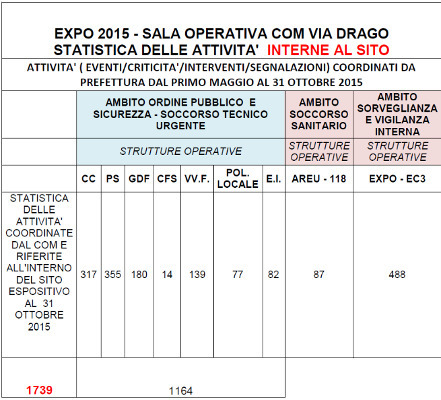 EXPO 2015 - SALA OPERATIVA COM VIA DRAGO
STATISTICA DELLE ATTIVITA' INTERNE AL SITO
ATTIVITA' ( EVENTI/CRITICITA'/INTERVENTI/SEGNALAZIONI) COORDINATI DA
PREFETTURA DAL PRIMO MAGGIO AL 31 OTTOBRE 2015
AMBITO ORDINE PUBBLICO E
SICUREZZA - SOCCORSO TECNICO
URGENTE
AMBITO
SOCCORSO
SANITARIO
AMBITO
SORVEGLIANZA
E VIGILANZA
INTERNA
STRUTTURE OPERATIVE
STRUTTURE
OPERATIVE
STRUTTURE
OPERATIVE
CC PS GDF CFS VV.F. POL.
LOCALE E.I. AREU - 118 EXPO - EC3
STATISTICA
DELLE
ATTIVITA'
COORDINATE
DAL COM E
RIFERITE
ALL'INTERNO
DEL SITO
ESPOSITIVO
AL 31
OTTOBRE
2015
317 355 180 14 139 77 82 87 488
1739 1164